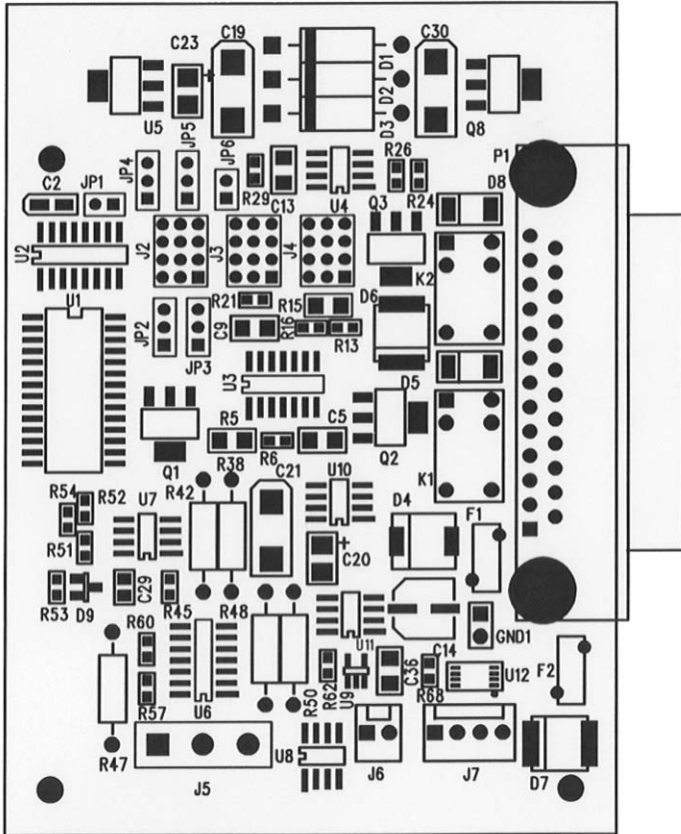 C23
C19
C30
D1
D2
D3
U5
Q8
JP5
JP4
JP6
P1
C2
JP1
R29
C13
U4
R26
R24
D8
Q3
U2
J2
J3
J4
K2
U1
R21
R15
D6
JP2
JP3
C9
R16
R13
U3
D5
R5
R6
C5
Q1
Q2
K1
R38
R42
C21
U10
R54
R52
U7
D4
F1
R51
C20
R53
D9
C29
R45
R48
U11
GND1
R60
C14
R57
U6
R50
R62
U9
C36
R68
U12
F2
R47
J5
U8
J6
J7
D7